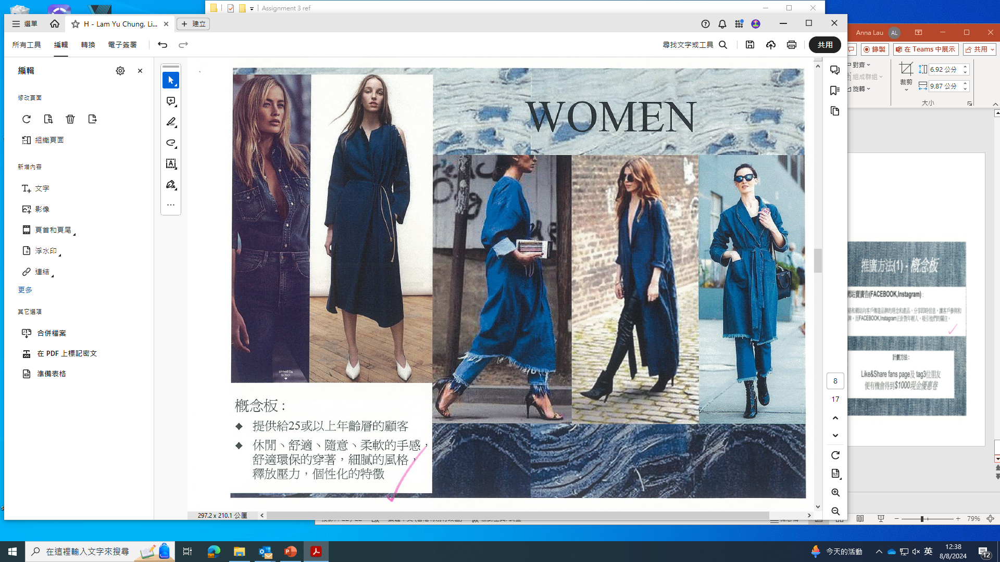 Assignment 3 ref
選單
H - Lam Yu Chung, Li...
建立
Anna Lau
AL
所有工具
編輯
轉換
電子簽署
尋找文字或工具
共用
錄製
在 Teams 中展示
共用
編輯
修改頁面
組織頁面
新增內容
文字
影像
頁首和頁尾
浮水印
連結
更多
其它選項
合併檔案
在 PDF 上標記密文
準備表格
WOMEN
pinned by
概念板 :
◆ 提供給25或以上年齡層的顧客
◆ 休閒、舒適、隨意、柔軟的手感，
舒適環保的穿著，細膩的風格，
釋放壓力，個性化的特徵
297.2 x 210.1 公厘
8
17
對齊
組成群組
旋轉
裁剪
6.92 公分
9.87 公分
大小
推廣方法(1) - 概念板
網站賣廣告(FACEBOOK,Instagram) :
計劃方法 :
Like&Share fans page及 tag3位朋友
便有機會得到$1000現金優惠卷
79%
在這裡輸入文字來搜尋
今天的活動
英
12:38
8/8/2024
12